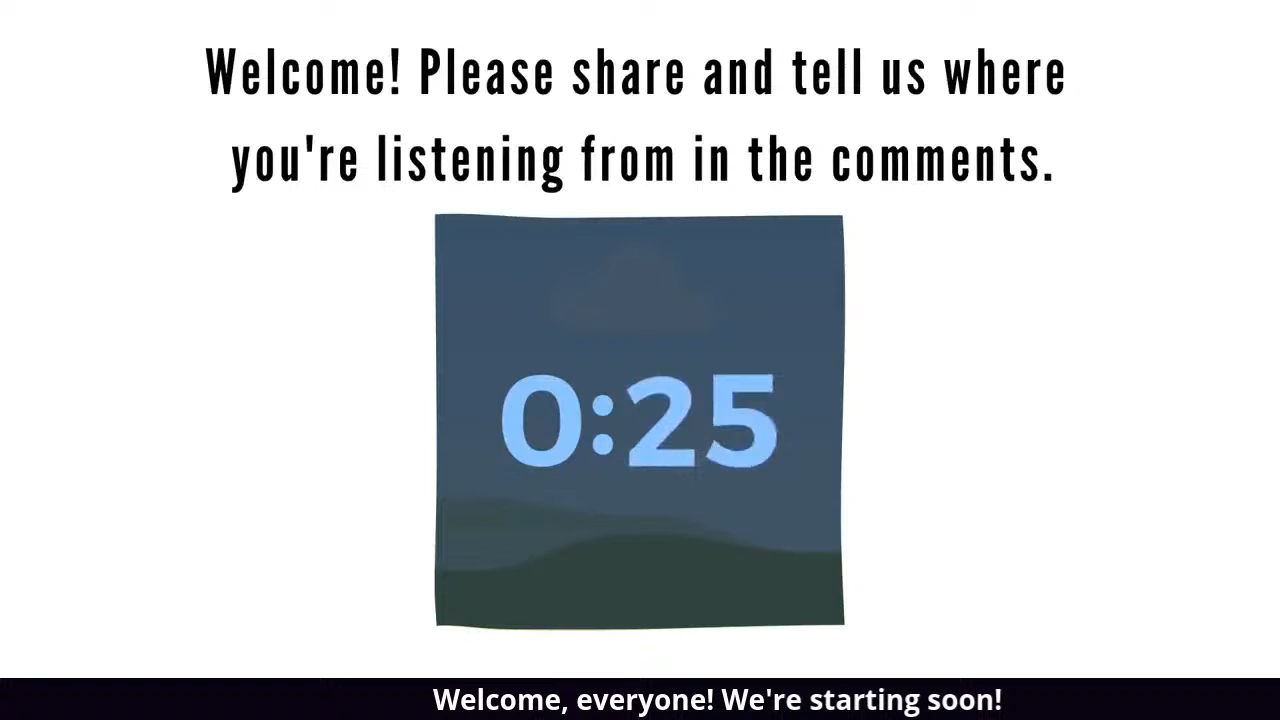 Welcome! Please share and tell us where
you're listening from in the comments.
0:25
Welcome, everyone! We're starting soon!